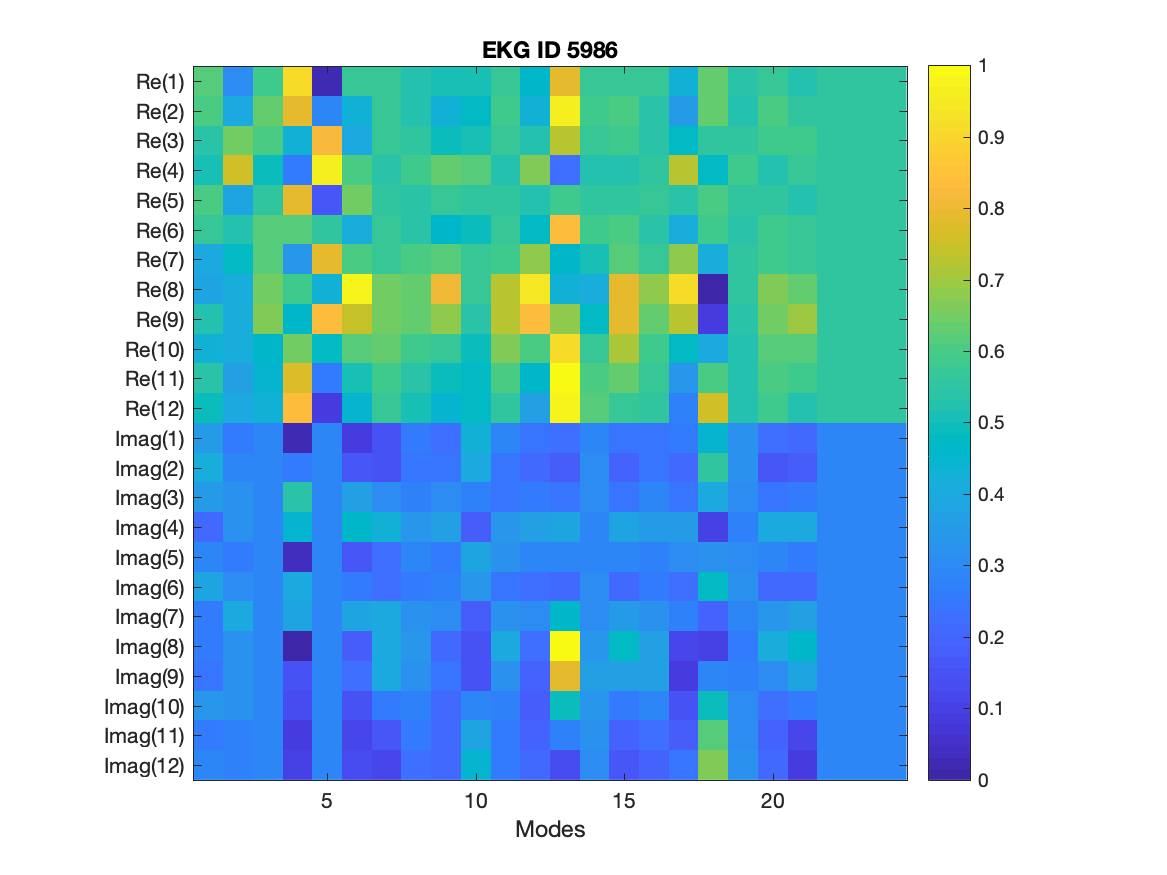 EKG ID 5986
Re(1)
Re(2)
Re(3)
Re(4)
Re(5)
Re(6)
Re(7)
Re(8)
Re(9)
Re(10)
Re(11)
Re(12)
Imag(1)
Imag(2)
Imag(3)
Imag(4)
Imag(5)
Imag(6)
Imag(7)
Imag(8)
Imag(9)
Imag(10)
Imag(11)
Imag(12)
5 10 15 20
Modes
1
0.9
0.8
0.7
0.6
0.5
0.4
0.3
0.2
0.1
0